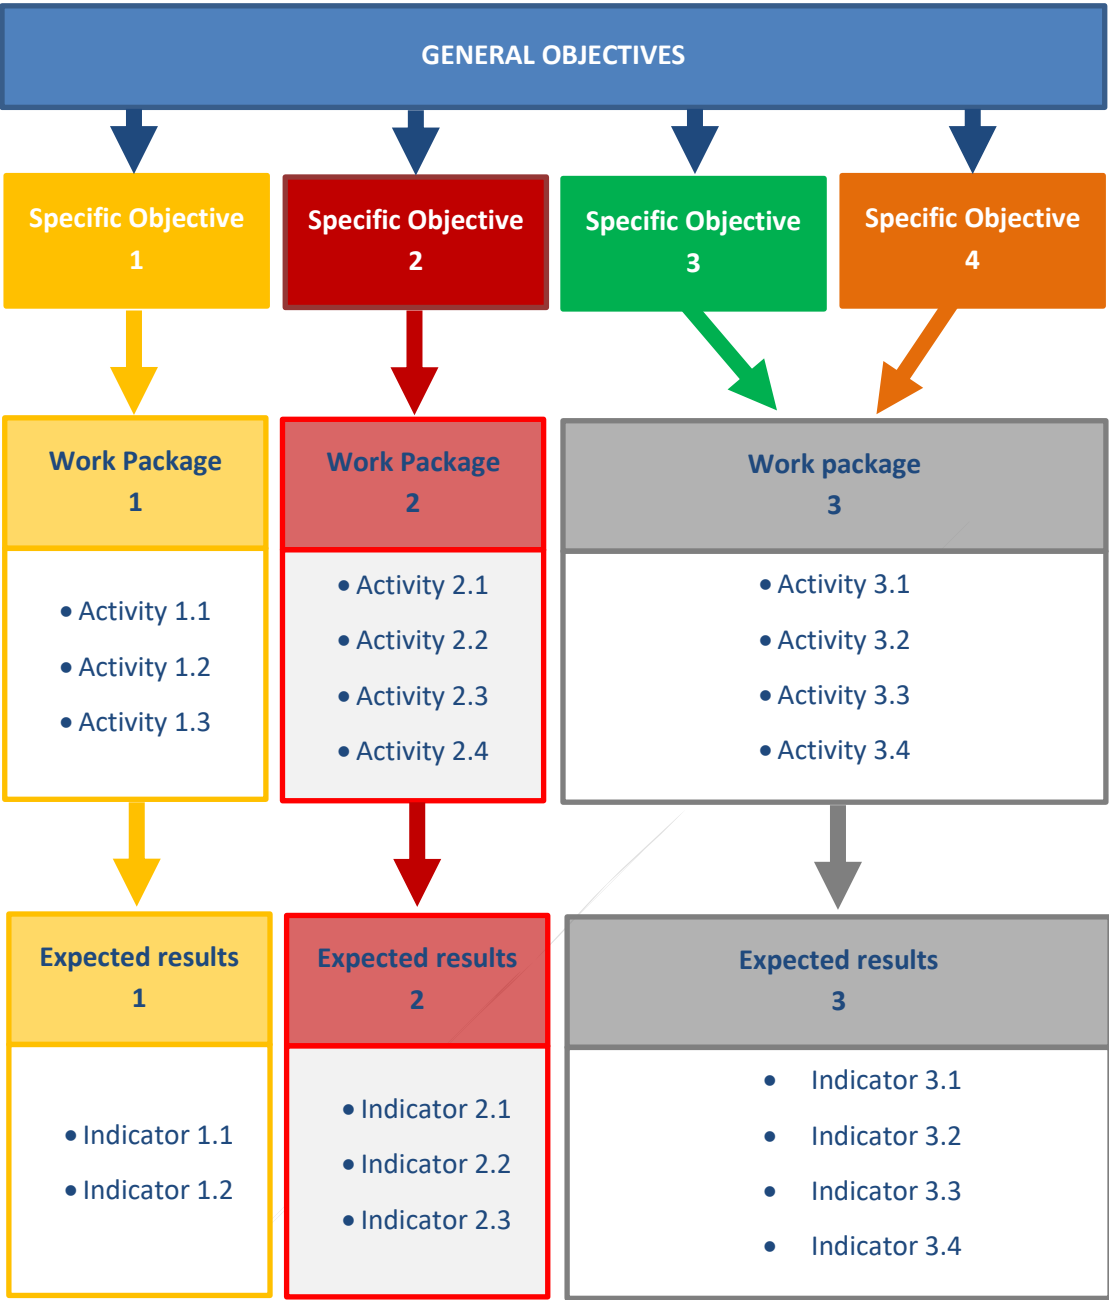 GENERAL OBJECTIVES
Specific Objective
1
Specific Objective
2
Specific Objective
3
Specific Objective
4
Work Package
1
• Activity 1.1
• Activity 1.2
• Activity 1.3
Work Package
2
• Activity 2.1
• Activity 2.2
• Activity 2.3
• Activity 2.4
Work package
3
• Activity 3.1
• Activity 3.2
• Activity 3.3
• Activity 3.4
Expected results
1
• Indicator 1.1
• Indicator 1.2
Expected results
2
• Indicator 2.1
• Indicator 2.2
• Indicator 2.3
Expected results
3
• Indicator 3.1
• Indicator 3.2
• Indicator 3.3
• Indicator 3.4